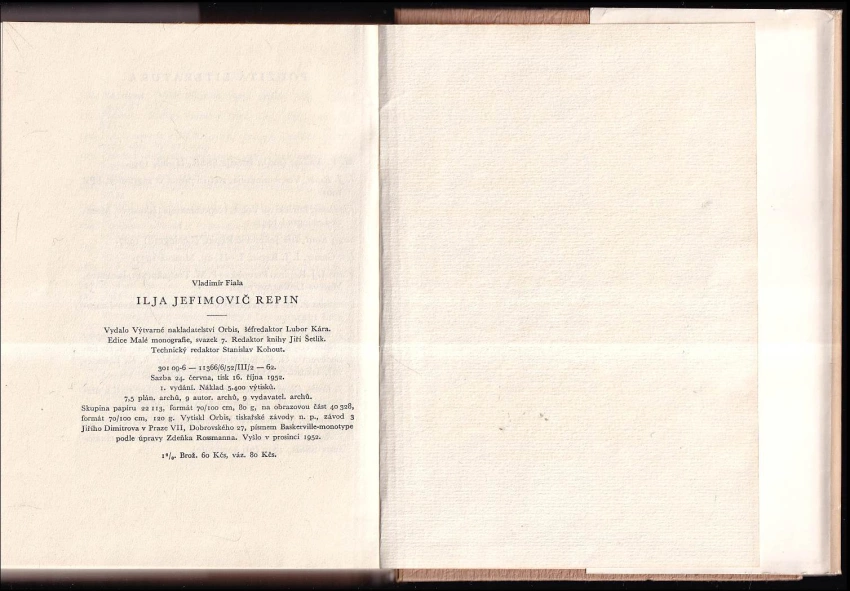 Vladimír Fiala
ILJA JEFIMOVIČ REPIN
Vydalo Výtvarné nakladatelství Orbis, šéfredaktor Lubor Kára.
Edice Malé monografie, svazek 7. Redaktor knihy Jiří Šetlík.
Technický redaktor Stanislav Kohout.
301 09-6 — 11366/6/52/III/2 — 62.
Sazba 24. června, tisk 16. října 1952.
1. vydání. Náklad 5.400 výtisků.
7,5 plán. archů, 9 autor. archů, 9 vydavatel. archů.
Skupina papíru 22 113, formát 70/100 cm, 80 g, na obrazovou část 40 328,
formát 70/100 cm, 120 g. Vytiskl Orbis, tiskařské závody n. p., závod 3
Jiřího Dimitrova v Praze VII, Dobrovského 27, písmem Baskerville-monotype
podle úpravy Zdeňka Rossmanna. Vyšlo v prosinci 1952.
Brož. 60 Kčs, váz. 80 Kčs.
POUŽITÁ LITERATURA